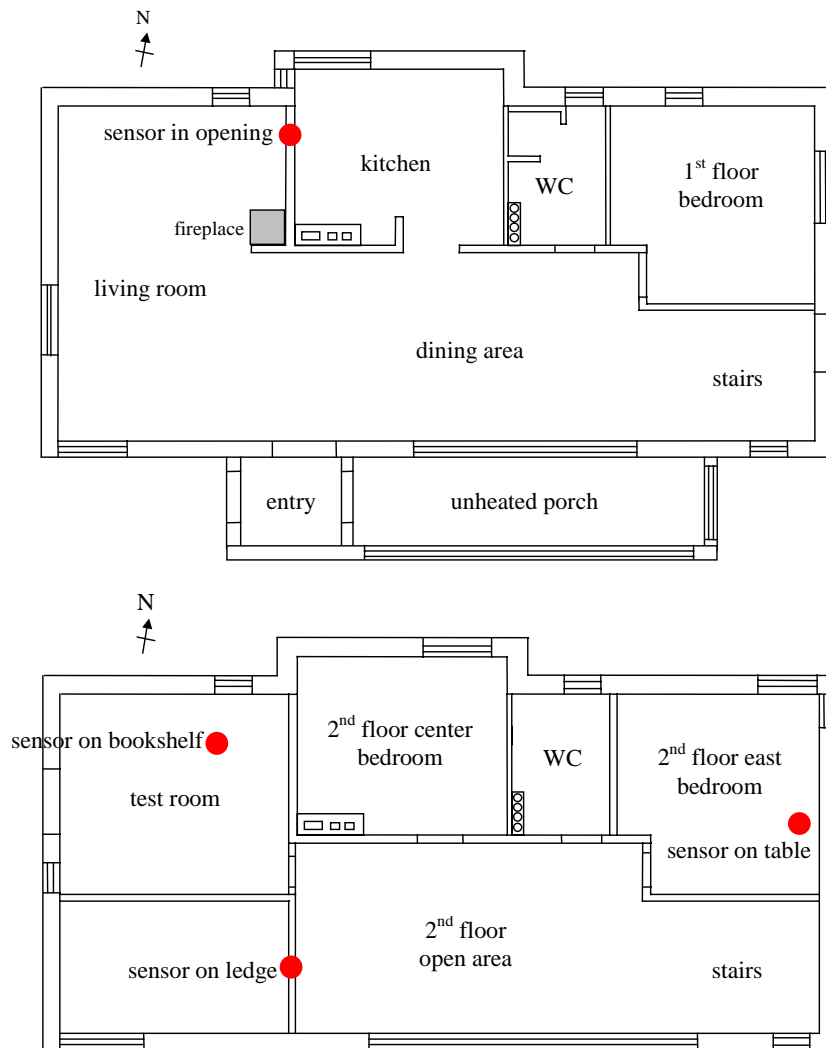 N
sensor in opening
kitchen
WC
1st floor
bedroom
fireplace
living room
dining area
stairs
entry
unheated porch
N
sensor on bookshelf
2nd floor center
bedroom
WC
2nd floor east
bedroom
test room
sensor on table
2nd floor
open area
sensor on ledge
stairs